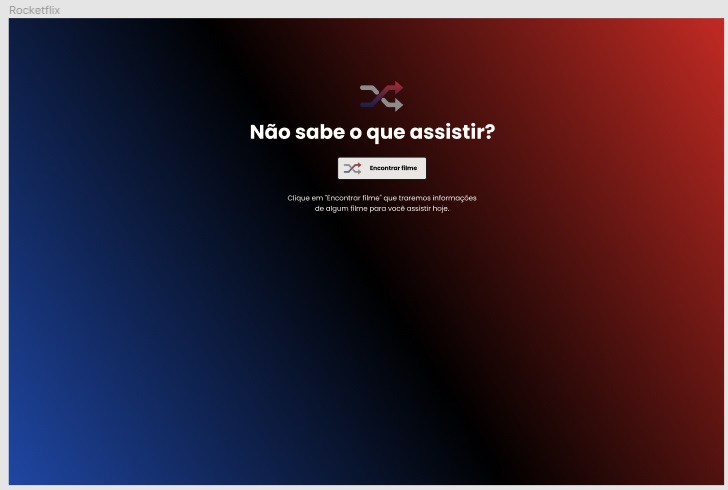 Rocketflix
Não sabe o que assistir?
Encontrar filme
Clique em "Encontrar filme" que traremos informações
de algum filme para você assistir hoje.